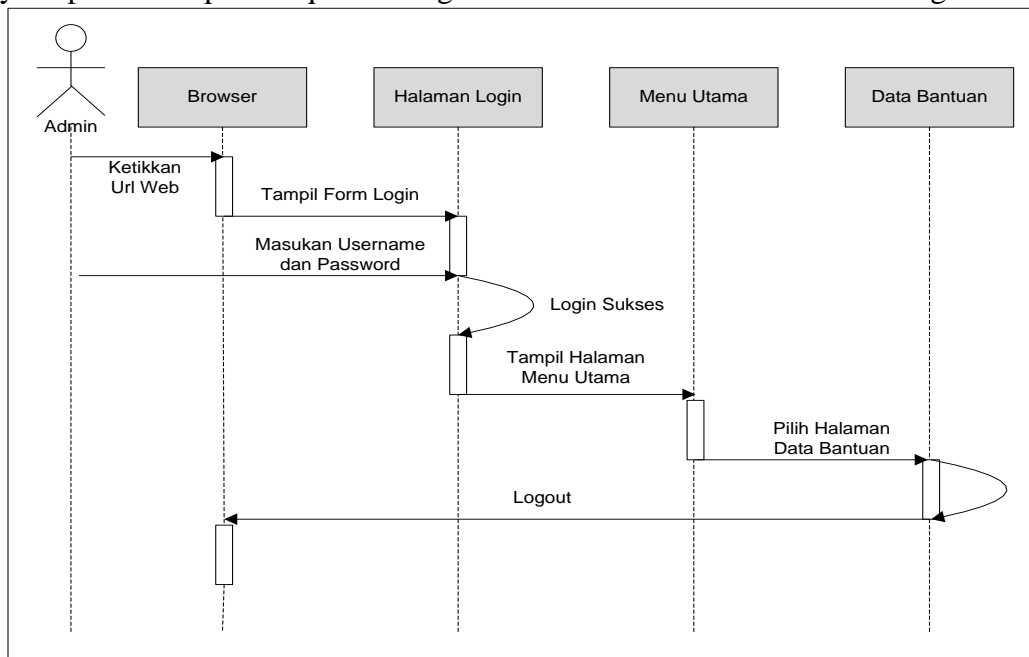 Admin
Browser
Halaman Login
Menu Utama
Data Bantuan
Ketikkan
Url Web
Tampil Form Login
Masukan Username
dan Password
Login Sukses
Tampil Halaman
Menu Utama
Pilih Halaman
Data Bantuan
Logout